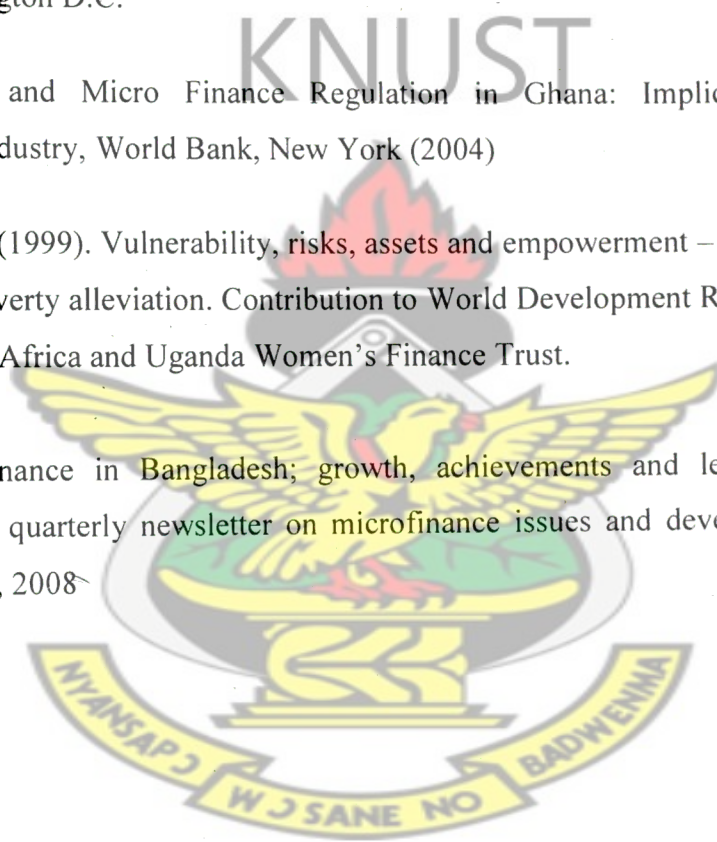 gton D.C.
KNUST
and Micro Finance Regulation in Ghana: Implic
dustry, World Bank, New York (2004)
(1999). Vulnerability, risks, assets and empowerment –
verty alleviation. Contribution to World Development R
Africa and Uganda Women's Finance Trust.
nance in Bangladesh; growth, achievements and le
quarterly newsletter on microfinance issues and deve
, 2008
NYANSAPƆ
WƆSANE NO
BADWENMA